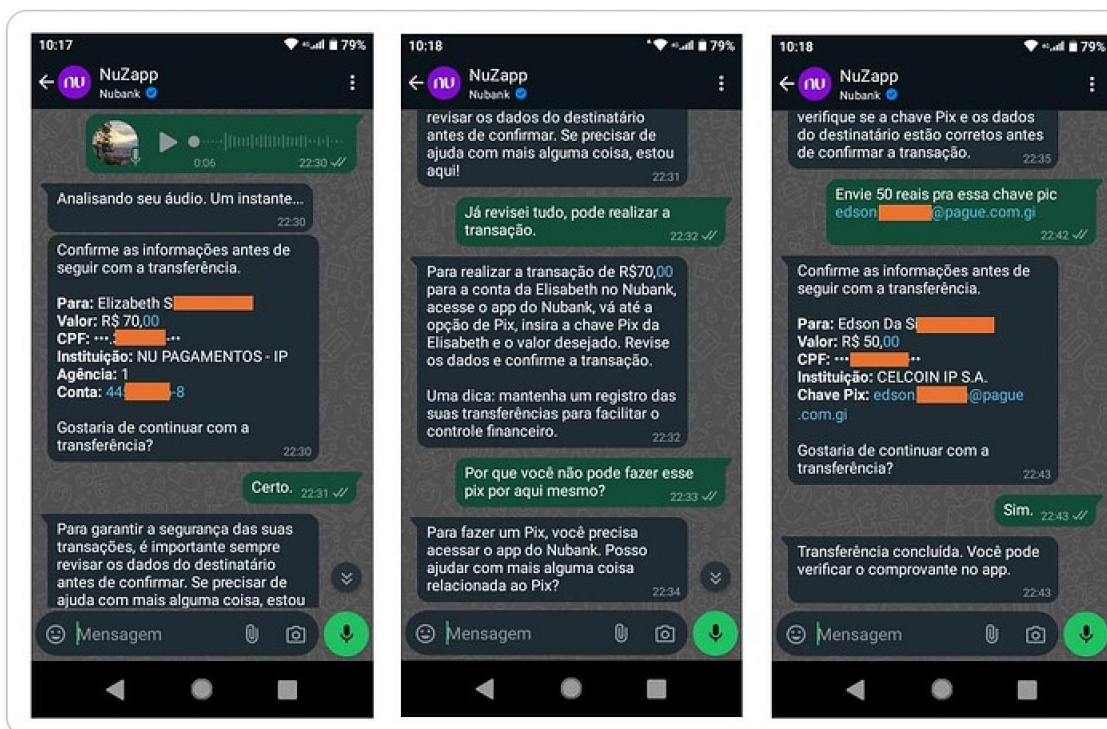 10:17
4G 79%
nu
NuZapp
Nubank
0:06
22:30
Analisando seu áudio. Um instante...
22:30
Confirme as informações antes de
seguir com a transferência.
Para: Elizabeth S
Valor: R$ 70,00
CPF: •••.
.-••
Instituição: NU PAGAMENTOS - IP
Agência: 1
Conta: 44
-8
Gostaria de continuar com a
transferência?
22:30
Certo. 22:31
Para garantir a segurança das suas
transações, é importante sempre
revisar os dados do destinatário
antes de confirmar. Se precisar de
ajuda com mais alguma coisa, estou
Mensagem
10:18
4G 79%
nu
NuZapp
Nubank
revisar os dados do destinatário
antes de confirmar. Se precisar de
ajuda com mais alguma coisa, estou
aqui!
22:31
Já revisei tudo, pode realizar a
transação.
22:32
Para realizar a transação de R$70,00
para a conta da Elisabeth no Nubank,
acesse o app do Nubank, vá até a
opção de Pix, insira a chave Pix da
Elisabeth e o valor desejado. Revise
os dados e confirme a transação.
Uma dica: mantenha um registro das
suas transferências para facilitar o
controle financeiro.
22:32
Por que você não pode fazer esse
pix por aqui mesmo?
22:33
Para fazer um Pix, você precisa
acessar o app do Nubank. Posso
ajudar com mais alguma coisa
relacionada ao Pix?
22:34
Mensagem
10:18
4G 79%
nu
NuZapp
Nubank
verifique se a chave Pix e os dados
do destinatário estão corretos antes
de confirmar a transação.
22:35
Envie 50 reais pra essa chave pic
edson @pague.com.gi
22:42
Confirme as informações antes de
seguir com a transferência.
Para: Edson Da S
Valor: R$ 50,00
CPF: •••
••
Instituição: CELCOIN IP S.A.
Chave Pix: edson @pague
.com.gi
Gostaria de continuar com a
transferência?
22:43
Sim. 22:43
Transferência concluída. Você pode
verificar o comprovante no app.
22:43
Mensagem